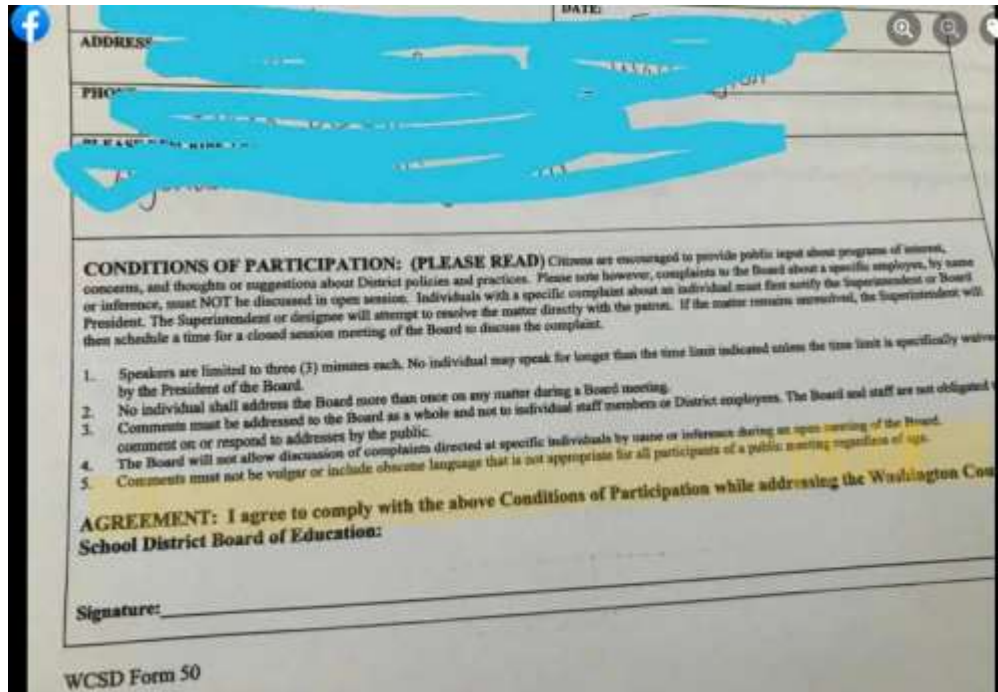 DATE:
ADDRESS
CONDITIONS OF PARTICIPATION: (PLEASE READ) Citizens are encouraged to provide public input about programs of interest,
concerns, and thoughts or suggestions about District policies and practices. Please note however, complaints to the Board about a specific employee, by name
or inference, must NOT be discussed in open session. Individuals with a specific complaint about an individual must first notify the Superintendent or Board
President. The Superintendent or designee will attempt to resolve the matter directly with the patron. If the matter remains unresolved, the Superintendent will
then schedule a time for a closed session meeting of the Board to discuss the complaint.
1. Speakers are limited to three (3) minutes each. No individual may speak for longer than the time limit indicated unless the time limit is specifically
by the President of the Board.
2. No individual shall address the Board more than once on any matter during a Board meeting.
3. Comments must be addressed to the Board as a whole and not to individual staff members or District employees. The Board and staff are not obligated
comment on or respond to addresses by the public.
4. The Board will not allow discussion of complaints directed at specific individuals by name or inference during an open meeting of the Board.
5. Comments must not be vulgar or include obscene language that is not appropriate for all participants of a public meeting regardless of age.
AGREEMENT: I agree to comply with the above Conditions of Participation while addressing the Washington
School District Board of Education:
Signature:
WCSD Form 50